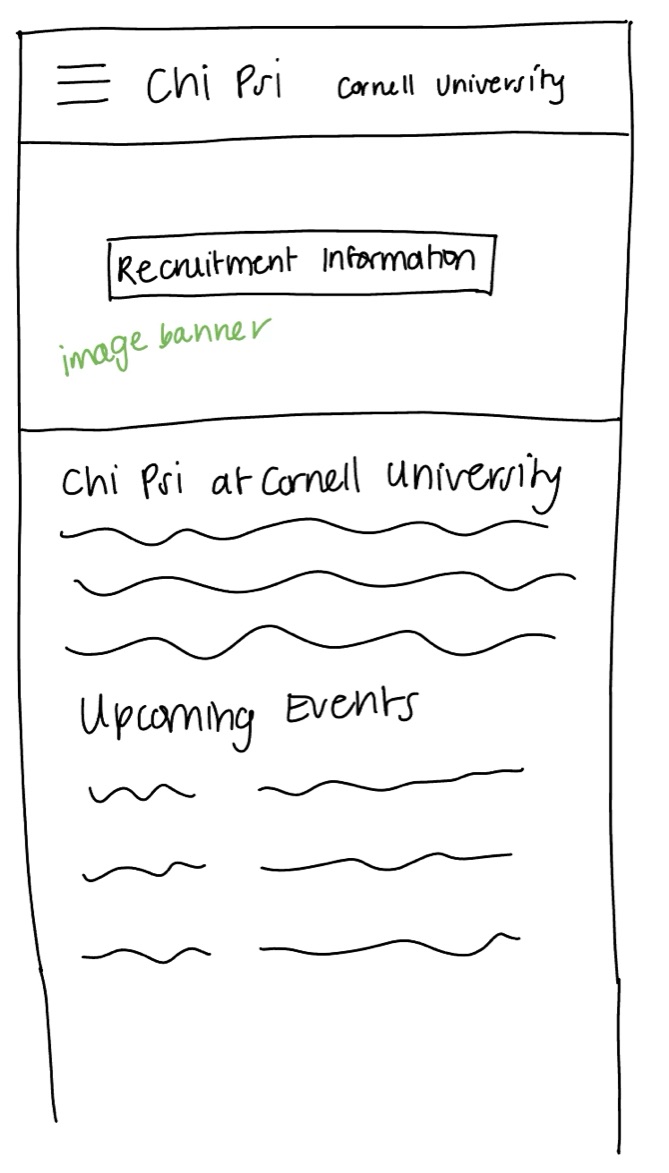 Chi Psi Cornell University
Recruitment Information
image banner
Chi Psi at Cornell University
Upcoming Events